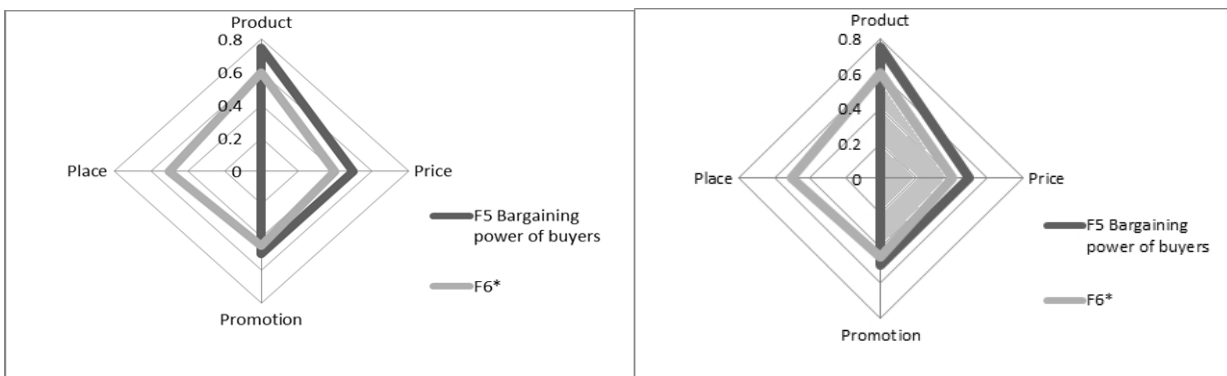 Product
0.8
0.6
0.4
0.2
0
Place
Price
F5 Bargaining
power of buyers
F6*
Promotion
Product
0.8
0.6
0.4
0.2
0
Place
Price
F5 Bargaining
power of buyers
F6*
Promotion